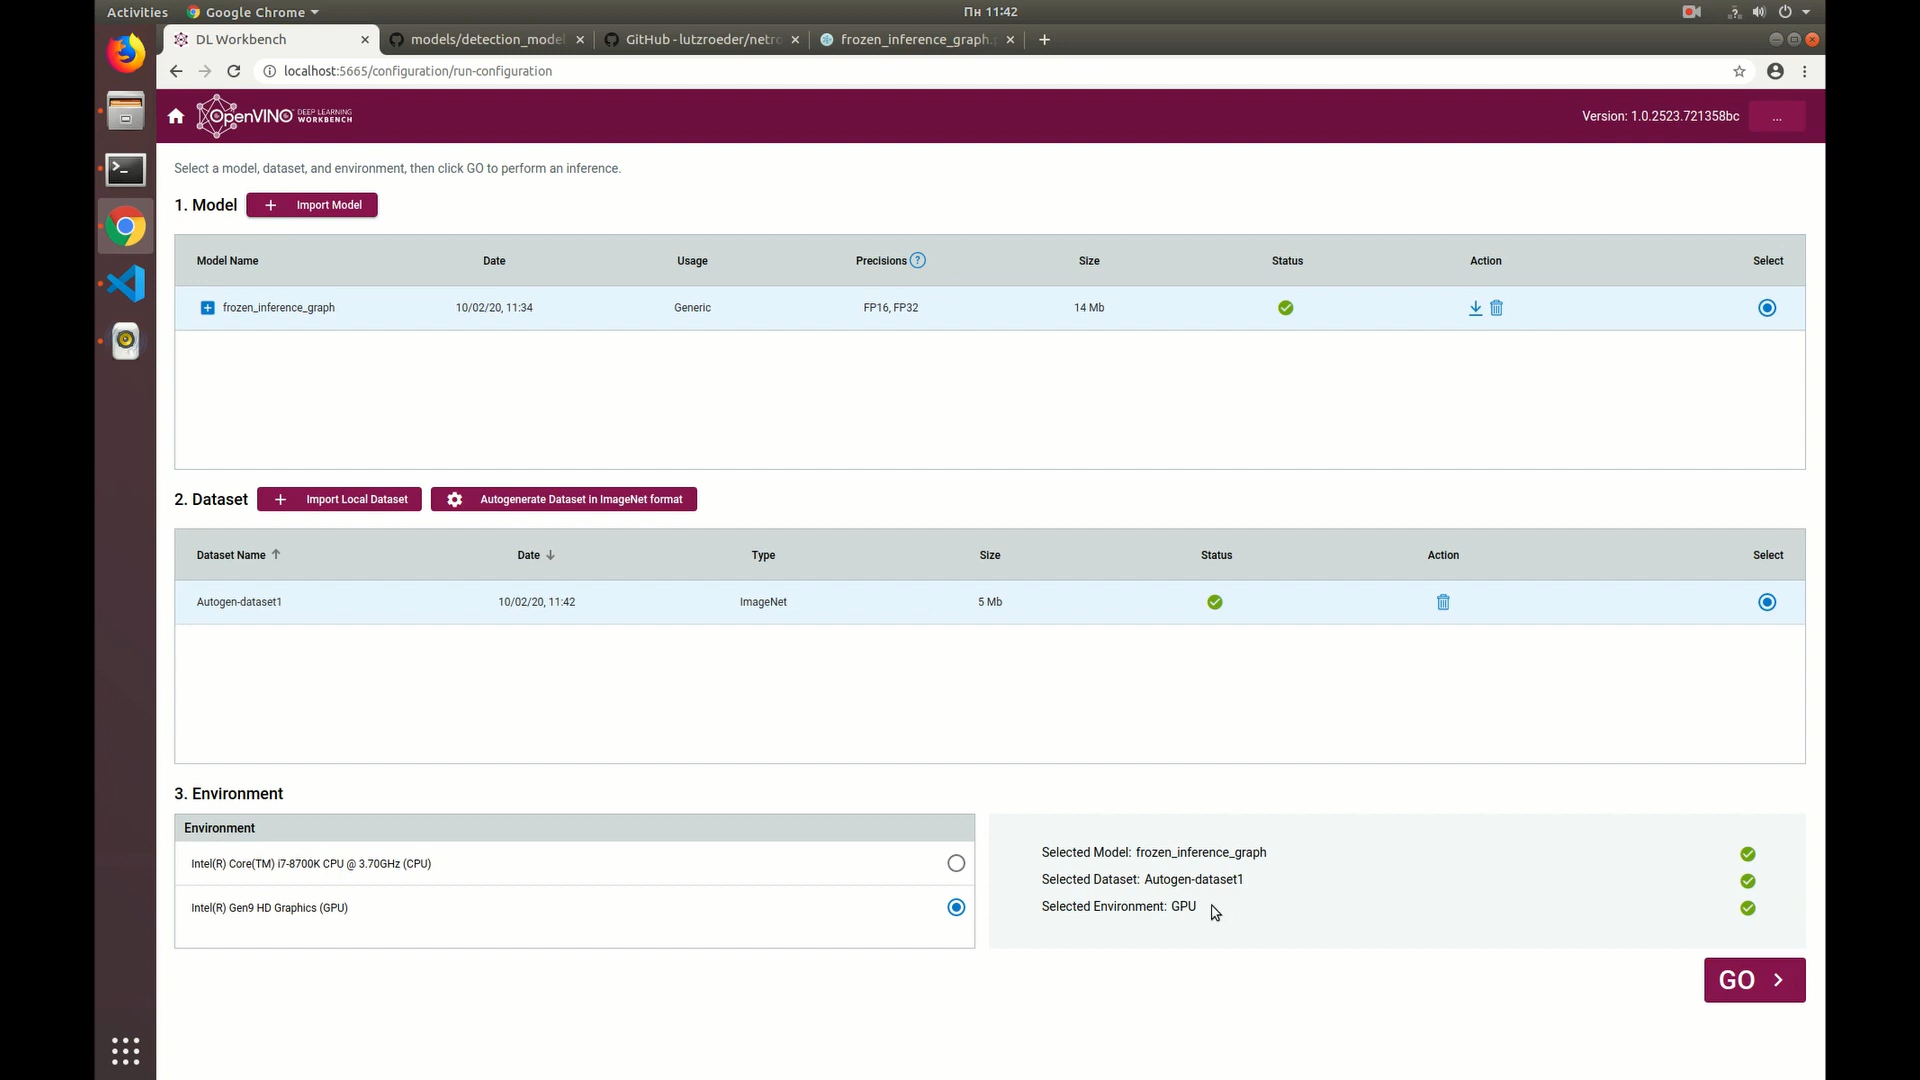 Activities
Google Chrome
Пн 11:42
DL Workbench
models/detection_model
GitHub - lutzroeder/netro
frozen_inference_graph.
localhost:5665/configuration/run-configuration
OpenVINO DEEP LEARNING WORKBENCH
Version: 1.0.2523.721358bc
...
Select a model, dataset, and environment, then click GO to perform an inference.
1. Model
+ Import Model
Model Name Date Usage Precisions ? Size Status Action Select
frozen_inference_graph 10/02/20, 11:34 Generic FP16, FP32 14 Mb
2. Dataset
+ Import Local Dataset
Autogenerate Dataset in ImageNet format
Dataset Name Date Type Size Status Action Select
Autogen-dataset1 10/02/20, 11:42 ImageNet 5 Mb
3. Environment
Environment
Intel(R) Core(TM) i7-8700K CPU @ 3.70GHz (CPU)
Intel(R) Gen9 HD Graphics (GPU)
Selected Model: frozen_inference_graph
Selected Dataset: Autogen-dataset1
Selected Environment: GPU
GO